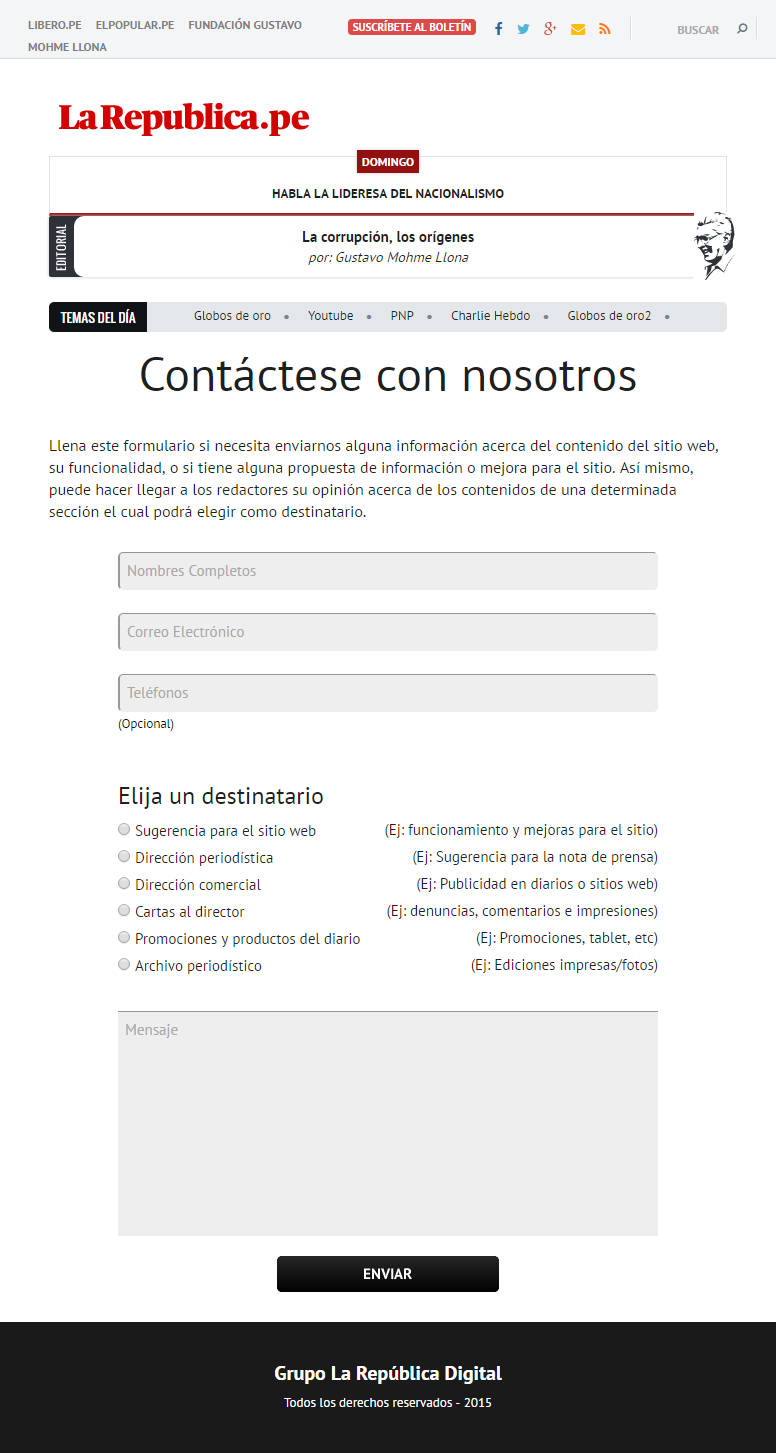 LIBERO.PE ELPOPULAR.PE FUNDACIÓN GUSTAVO
MOHME LLONA
SUSCRÍBETE AL BOLETÍN
BUSCAR
LaRepublica.pe
DOMINGO
HABLA LA LIDERESA DEL NACIONALISMO
EDITORIAL
La corrupción, los orígenes
por: Gustavo Mohme Llona
TEMAS DEL DÍA Globos de oro • Youtube • PNP • Charlie Hebdo • Globos de oro2 •
Contáctese con nosotros
Llena este formulario si necesita enviarnos alguna información acerca del contenido del sitio web,
su funcionalidad, o si tiene alguna propuesta de información o mejora para el sitio. Así mismo,
puede hacer llegar a los redactores su opinión acerca de los contenidos de una determinada
sección el cual podrá elegir como destinatario.
Nombres Completos
Correo Electrónico
Teléfonos
(Opcional)
Elija un destinatario
Sugerencia para el sitio web (Ej: funcionamiento y mejoras para el sitio)
Dirección periodística (Ej: Sugerencia para la nota de prensa)
Dirección comercial (Ej: Publicidad en diarios o sitios web)
Cartas al director (Ej: denuncias, comentarios e impresiones)
Promociones y productos del diario (Ej: Promociones, tablet, etc)
Archivo periodístico (Ej: Ediciones impresas/fotos)
Mensaje
ENVIAR
Grupo La República Digital
Todos los derechos reservados - 2015